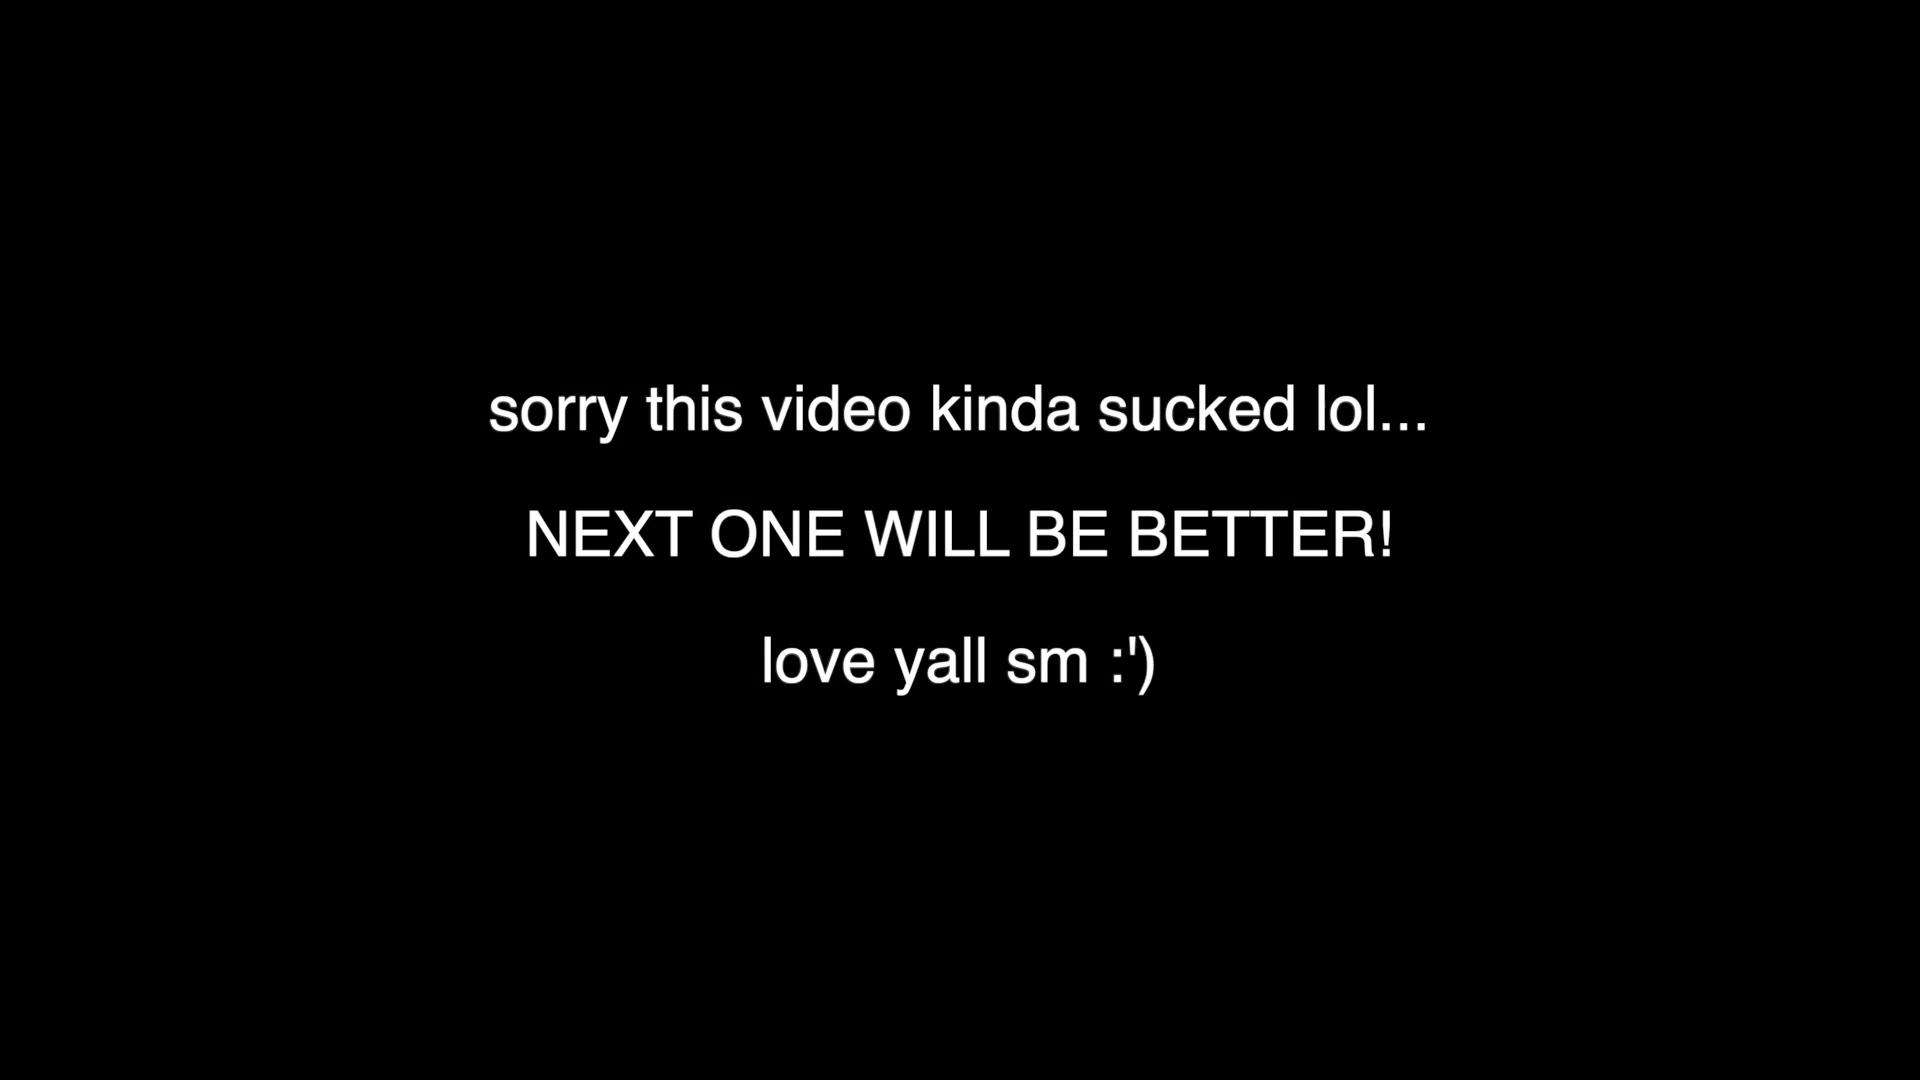 sorry this video kinda sucked lol...
NEXT ONE WILL BE BETTER!
love yall sm :')